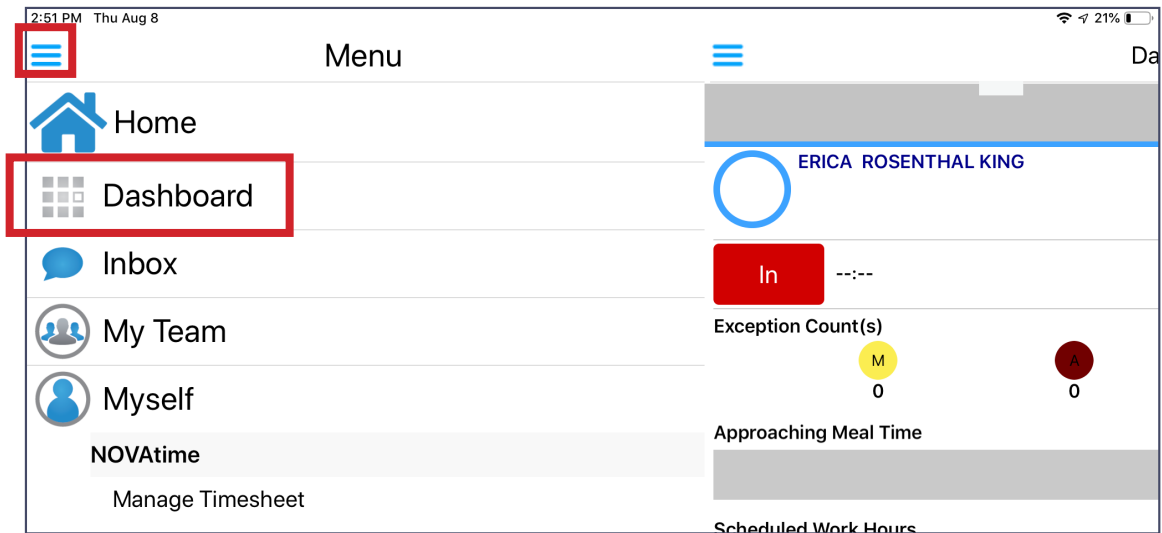 2:51 PM Thu Aug 8
21%
Menu
Home
Dashboard
Inbox
My Team
Myself
NOVAtime
Manage Timesheet
Da
ERICA ROSENTHAL KING
In --:--
Exception Count(s)
M A
0 0
Approaching Meal Time
Scheduled Work Hours